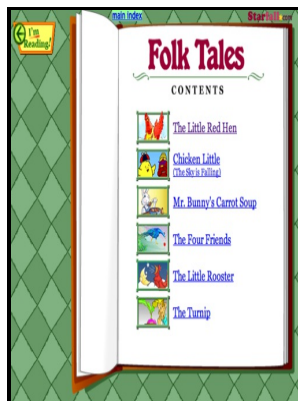 main index
Starfall.com
I'm
Reading!
Folk Tales
CONTENTS
The Little Red Hen
Chicken Little
(The Sky is Falling)
Mr. Bunny's Carrot Soup
The Four Friends
The Little Rooster
The Turnip